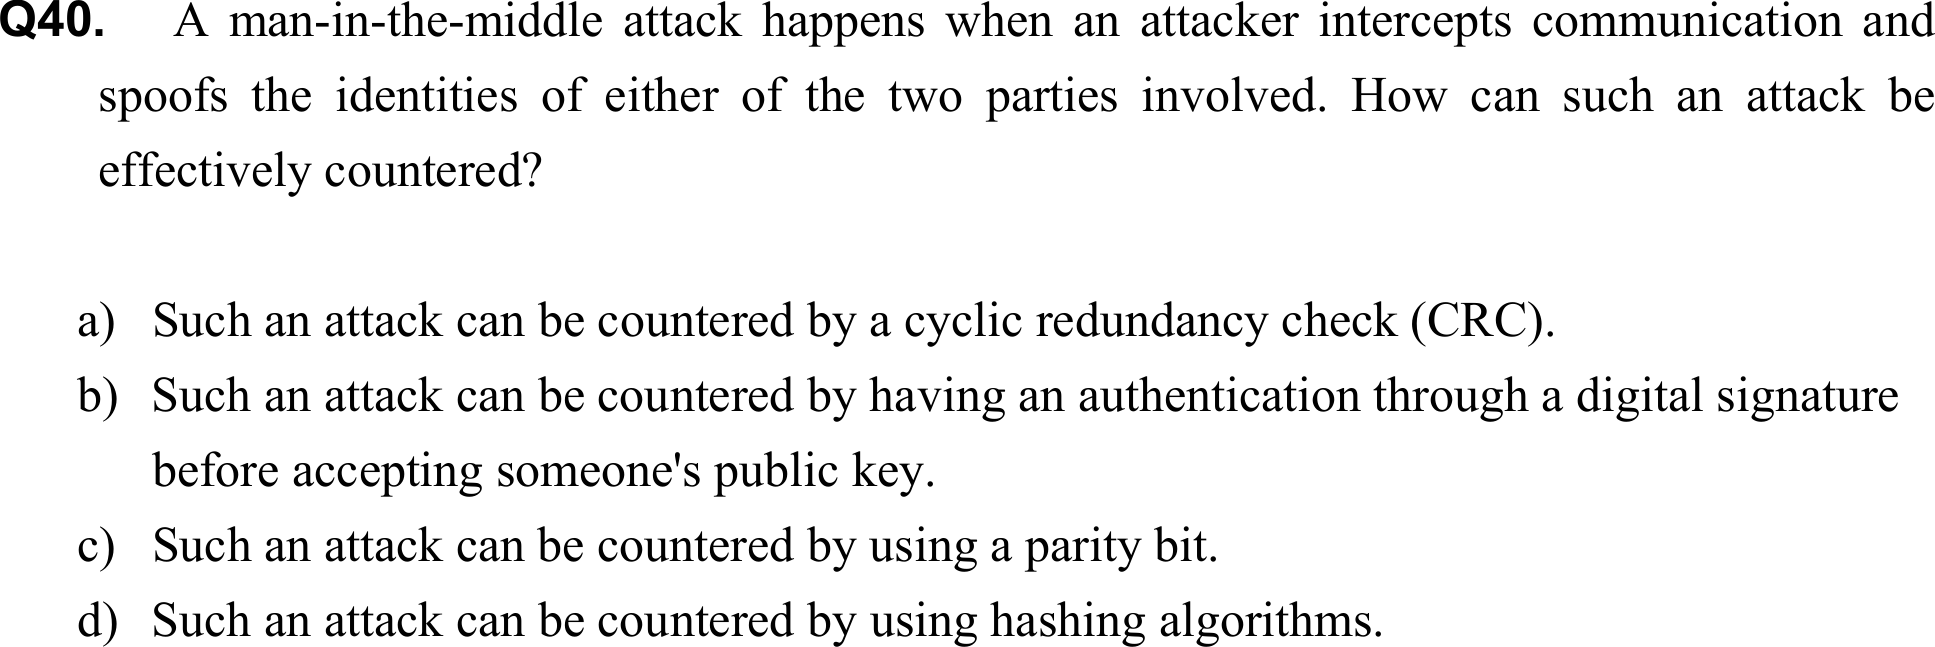 Q40. A man-in-the-middle attack happens when an attacker intercepts communication and
spoofs the identities of either of the two parties involved. How can such an attack be
effectively countered?
a) Such an attack can be countered by a cyclic redundancy check (CRC).
b) Such an attack can be countered by having an authentication through a digital signature
before accepting someone's public key.
c) Such an attack can be countered by using a parity bit.
d) Such an attack can be countered by using hashing algorithms.